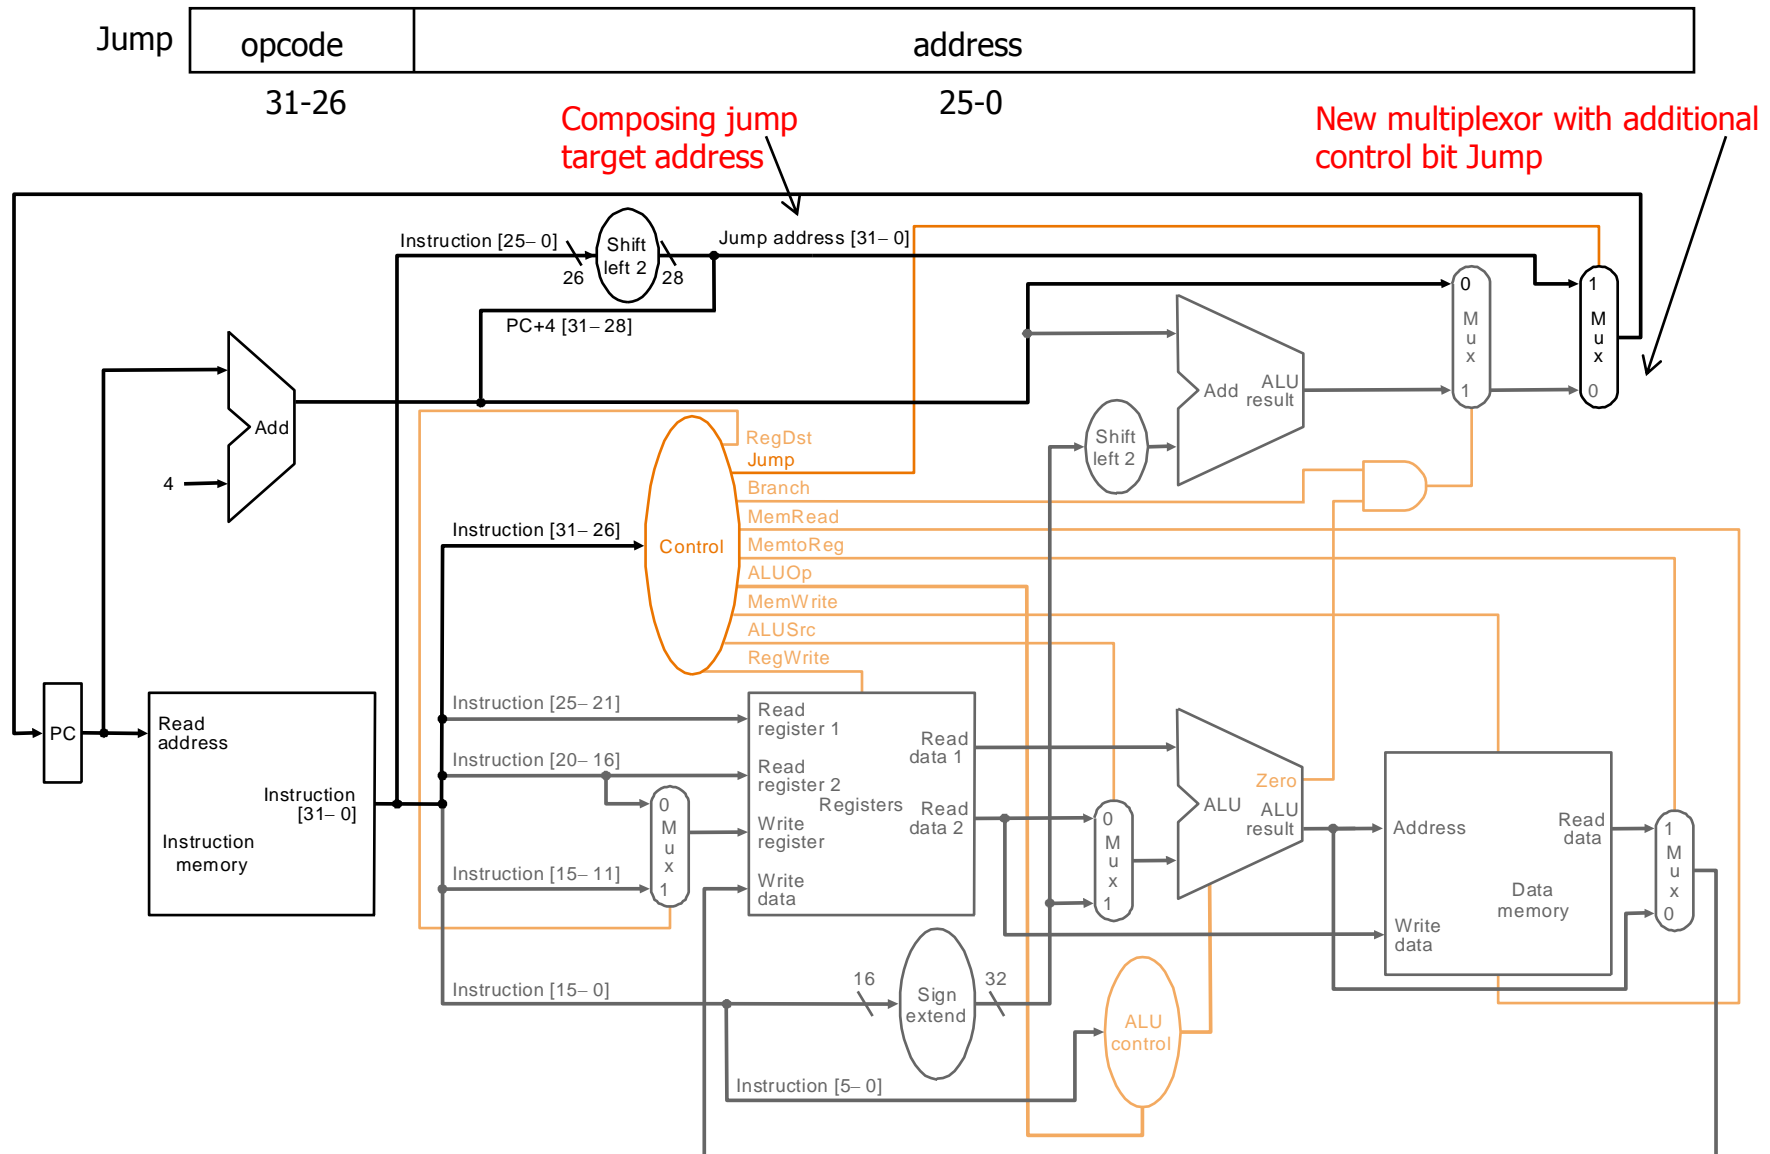 Jump
opcode
address
31-26
25-0
Composing jump
target address
New multiplexor with additional
control bit Jump
Instruction [25– 0]
26
Shift
left 2
28
Jump address [31– 0]
PC+4 [31– 28]
0
M
u
x
1
1
M
u
x
0
Add
4
Add
ALU
result
Shift
left 2
RegDst
Jump
Branch
MemRead
MemtoReg
ALUOp
MemWrite
ALUSrc
RegWrite
Control
Instruction [31– 26]
PC
Read
address
Instruction
[31– 0]
Instruction
memory
Instruction [25– 21]
Instruction [20– 16]
Instruction [15– 11]
0
M
u
x
1
Read
register 1
Read
register 2
Write
register
Write
data
Registers
Read
data 1
Read
data 2
0
M
u
x
1
Zero
ALU
ALU
result
Address
Write
data
Read
data
Data
memory
1
M
u
x
0
Instruction [15– 0]
16
Sign
extend
32
ALU
control
Instruction [5– 0]